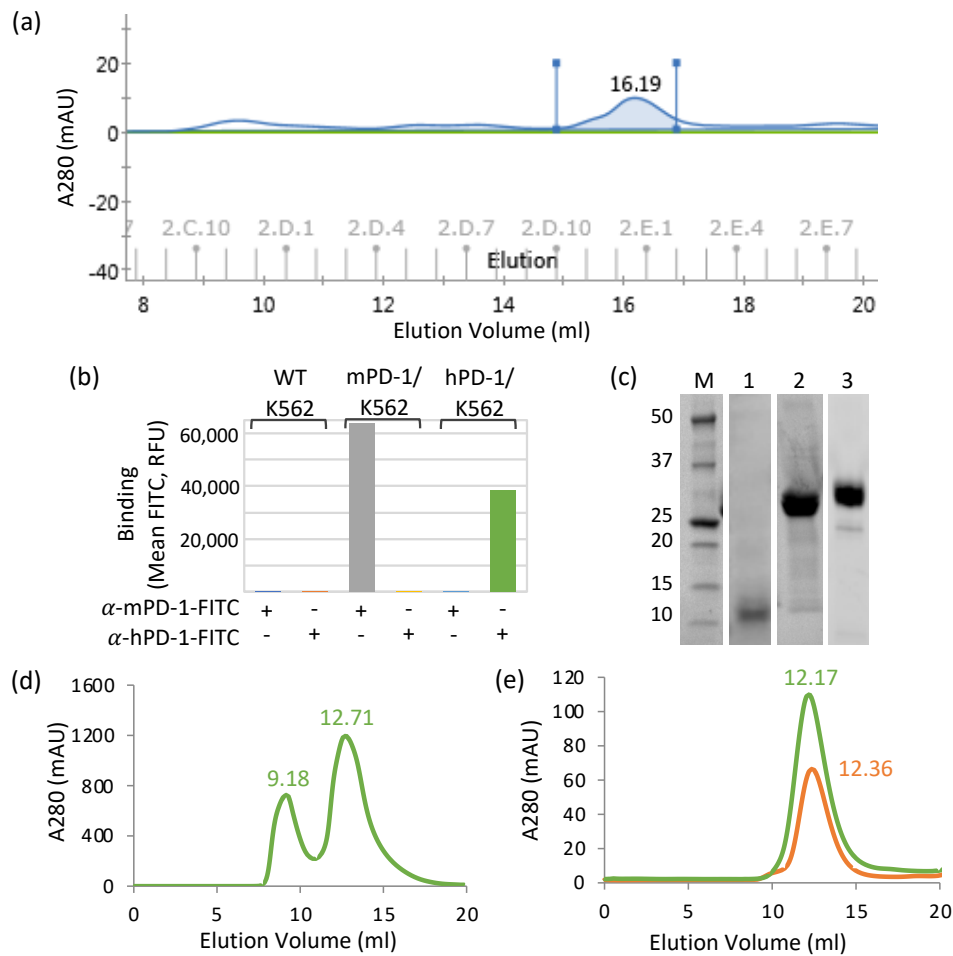 (a)
A280 (mAU)
20
0
-20
-40
16.19
7 2.C.10 2.D.1 2.D.4 2.D.7 2.D.10 2.E.1 2.E.4 2.E.7
Elution
8 10 12 14 16 18 20
Elution Volume (ml)
(b)
WT mPD-1/ hPD-1/
K562 K562 K562
Binding
(Mean FITC, RFU)
60,000
40,000
20,000
α-mPD-1-FITC + - + - + -
α-hPD-1-FITC - + - + - +
(c)
M 1 2 3
50
37
25
20
15
10
(d)
A280 (mAU)
1600
1200
800
400
0
9.18
12.71
0 5 10 15 20
Elution Volume (ml)
(e)
A280 (mAU)
120
100
80
60
40
20
0
12.17
12.36
0 5 10 15 20
Elution Volume (ml)